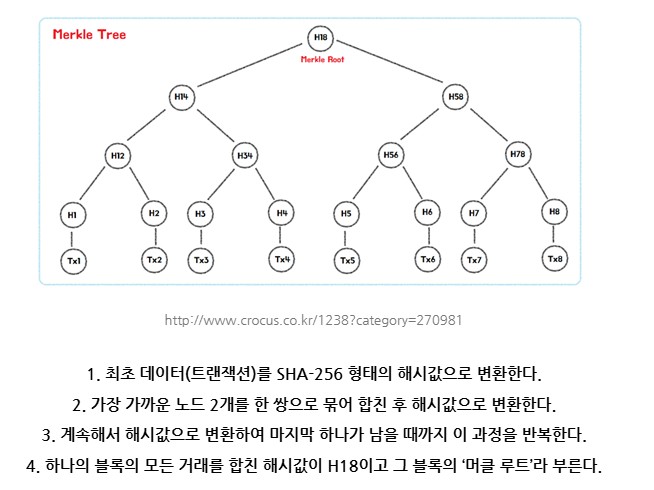 Merkle Tree
H18
Merkle Root
H14
H58
H12
H34
H56
H78
H1
H2
H3
H4
H5
H6
H7
H8
Tx1
Tx2
Tx3
Tx4
Tx5
Tx6
Tx7
Tx8
http://www.crocus.co.kr/1238?category=270981
1. 최초 데이터(트랜잭션)를 SHA-256 형태의 해시값으로 변환한다.
2. 가장 가까운 노드 2개를 한 쌍으로 묶어 합친 후 해시값으로 변환한다.
3. 계속해서 해시값으로 변환하여 마지막 하나가 남을 때까지 이 과정을 반복한다.
4. 하나의 블록의 모든 거래를 합친 해시값이 H18이고 그 블록의 ‘머클 루트’라 부른다.